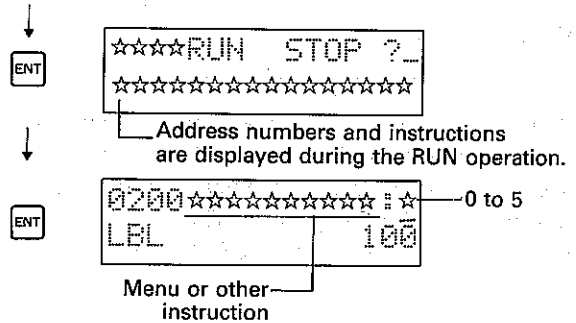 ☆☆☆☆RUN STOP ?_
ENT
☆☆☆☆☆☆☆☆☆☆☆☆☆☆☆☆
Address numbers and instructions
are displayed during the RUN operation.
0200☆☆☆☆☆☆☆☆☆☆:☆ 0 to 5
ENT
LBL 100
Menu or other
instruction